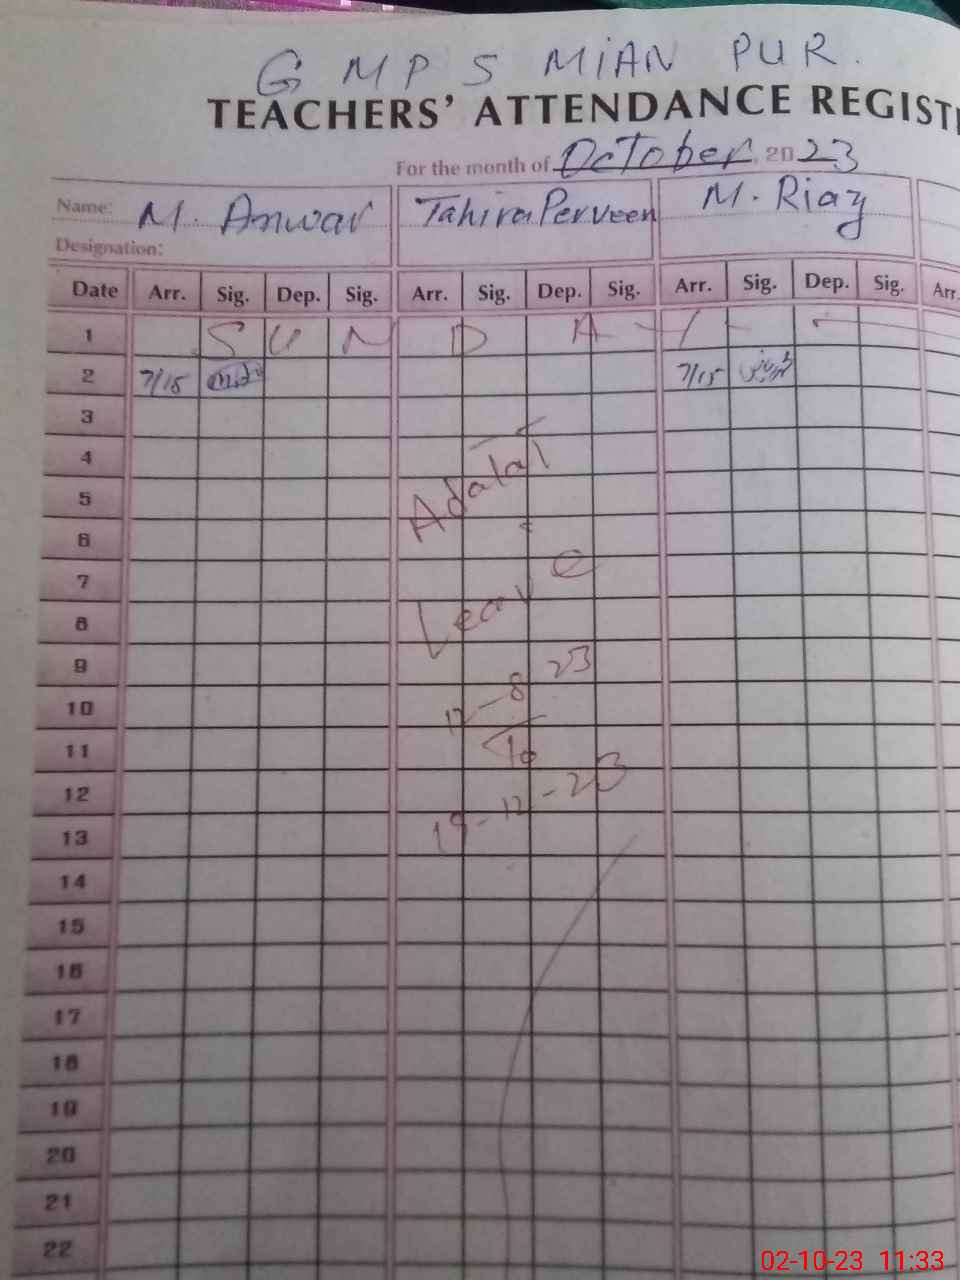 G M P S MiAN PUR.
TEACHERS' ATTENDANCE REGIST
For the month of October, 2023
Name: M. Anwar Tahira Perveen M. Riaz
Designation:
Date Arr. Sig. Dep. Sig. Arr. Sig. Dep. Sig. Arr. Sig. Dep. Sig. Arr.
1 S U N D A Y
2 7/15 7/15
3
4
Adalat
5
6
7
Leave
8
9
17-8 23
10
11
To
12
19-12-23
13
14
15
16
17
18
19
20
21
22
02-10-23 11:33